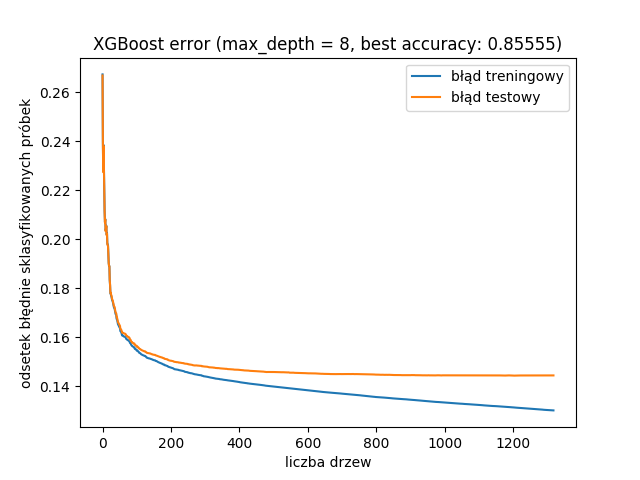 XGBoost error (max_depth = 8, best accuracy: 0.85555)
błąd treningowy
błąd testowy
odsetek błędnie sklasyfikowanych próbek
0.26
0.24
0.22
0.20
0.18
0.16
0.14
0 200 400 600 800 1000 1200
liczba drzew